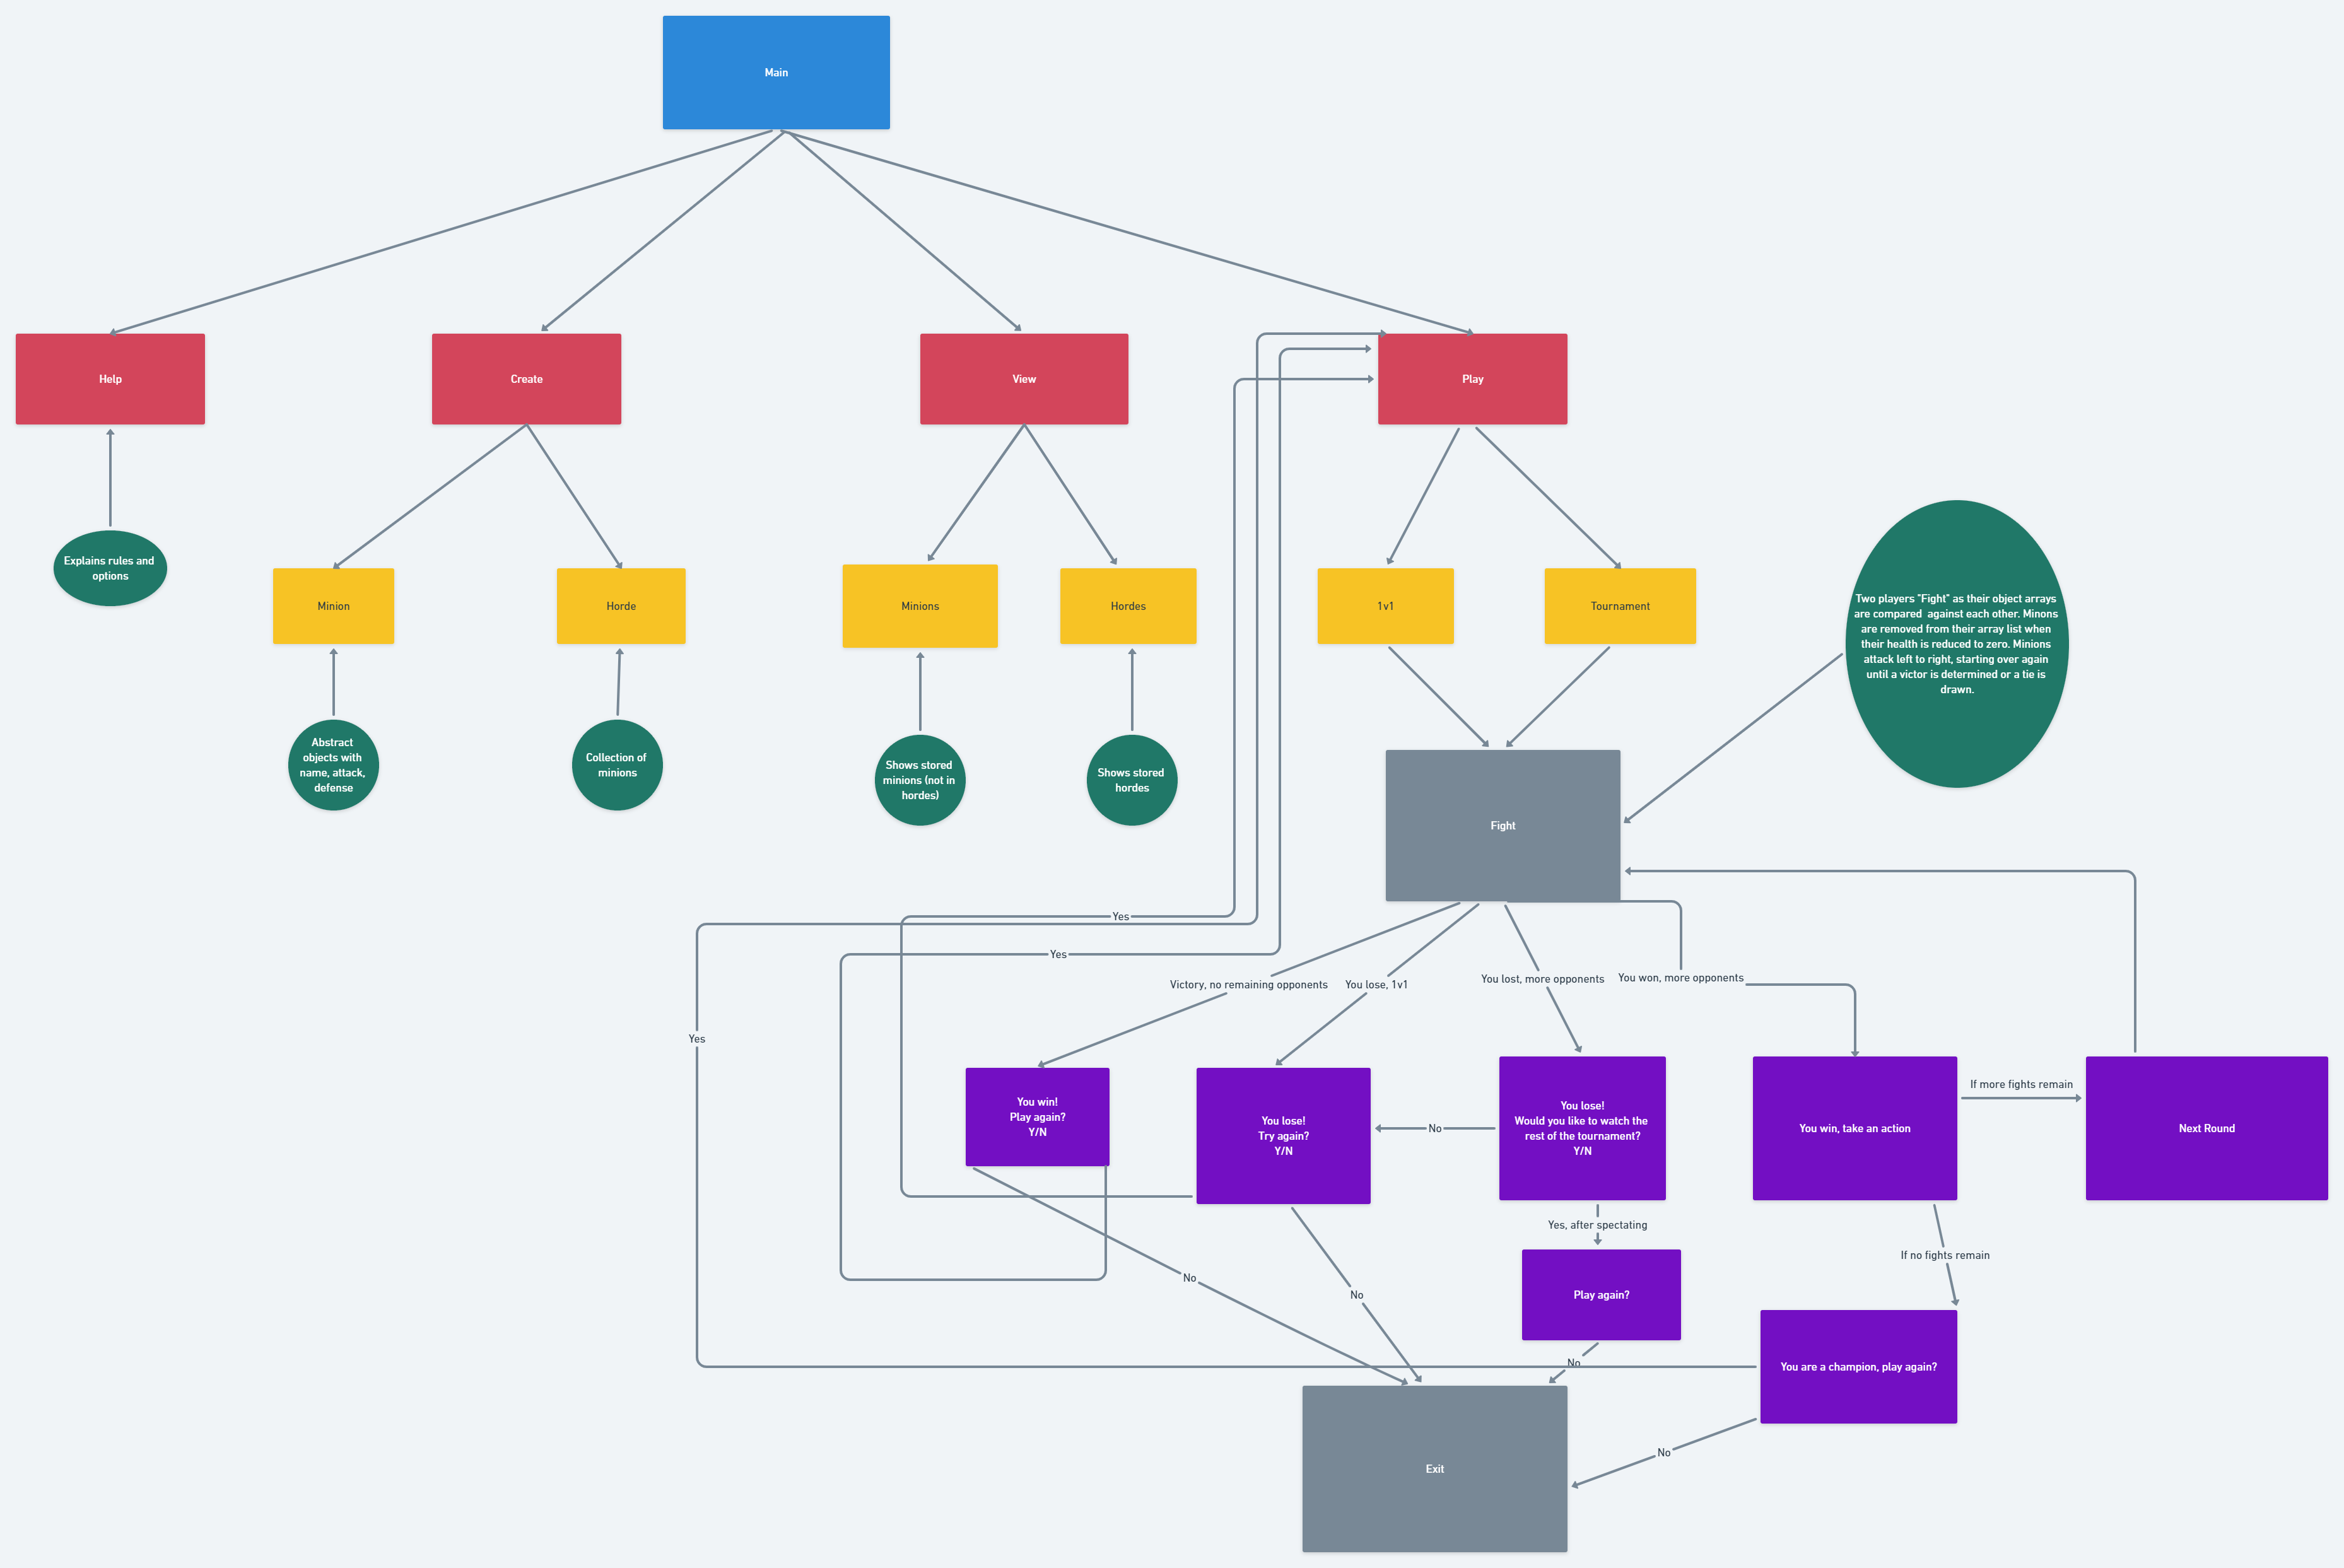 Main
Help
Create
View
Play
Explains rules and
options
Minion
Horde
Minions
Hordes
1v1
Tournament
Two players "Fight" as their object arrays
are compared  against each other. Minons
are removed from their array list when
their health is reduced to zero. Minions
attack left to right, starting over again
until a victor is determined or a tie is
drawn.
Abstract
objects with
name, attack,
defense
Collection of
minions
Shows stored
minions (not in
hordes)
Shows stored
hordes
Fight
Yes
Yes
Yes
Victory, no remaining opponents
You lose, 1v1
You lost, more opponents
You won, more opponents
You win!
Play again?
Y/N
You lose!
Try again?
Y/N
No
You lose!
Would you like to watch the
rest of the tournament?
Y/N
You win, take an action
If more fights remain
Next Round
Yes, after spectating
If no fights remain
No
No
Play again?
No
You are a champion, play again?
No
Exit